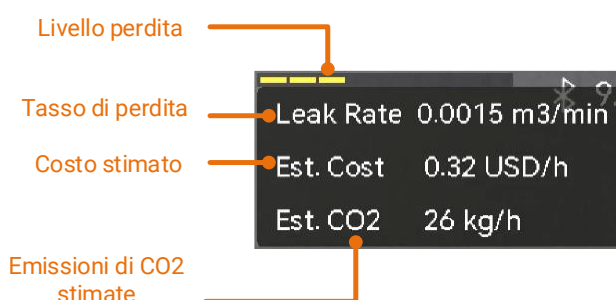 Livello perdita
9
Tasso di perdita
Leak Rate 0.0015 m3/min
Costo stimato
Est. Cost 0.32 USD/h
Est. CO2 26 kg/h
Emissioni di CO2
stimate